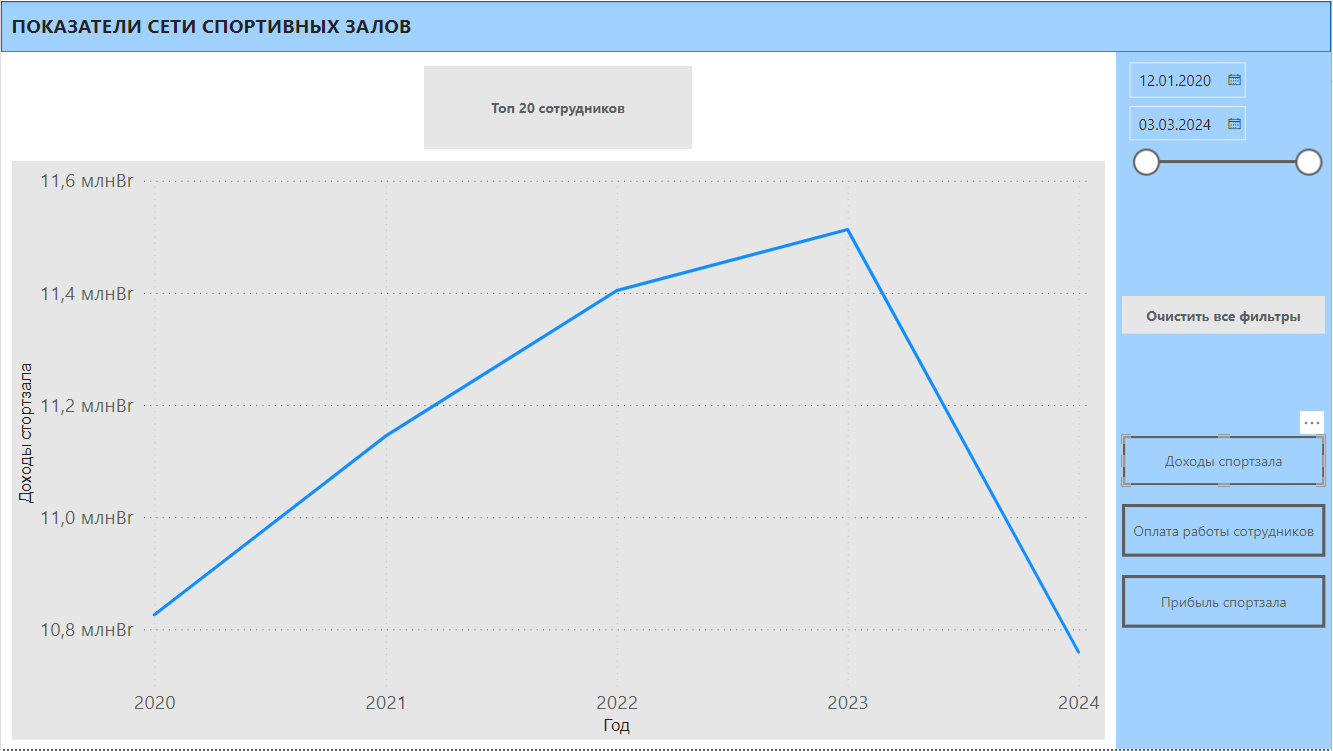 ПОКАЗАТЕЛИ СЕТИ СПОРТИВНЫХ ЗАЛОВ
Топ 20 сотрудников
12.01.2020
03.03.2024
11,6 млнBr
11,4 млнBr
11,2 млнBr
11,0 млнBr
10,8 млнBr
Доходы стортзала
2020 2021 2022 2023 2024
Год
Очистить все фильтры
Доходы спортзала
Оплата работы сотрудников
Прибыль спортзала